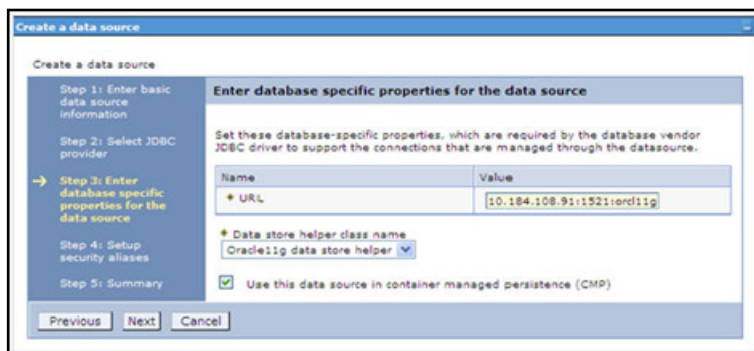 Create a data source
Create a data source
Step 1: Enter basic
data source
information
Step 2: Select JDBC
provider
Step 3: Enter
database specific
properties for the
data source
Step 4: Setup
security aliases
Step 5: Summary
Enter database specific properties for the data source
Set these database-specific properties, which are required by the database vendor
JDBC driver to support the connections that are managed through the datasource.
Name Value
URL 10.184.108.91:1521:orcl11g
Data store helper class name
Oracle11g data store helper
Use this data source in container managed persistence (CMP)
Previous Next Cancel